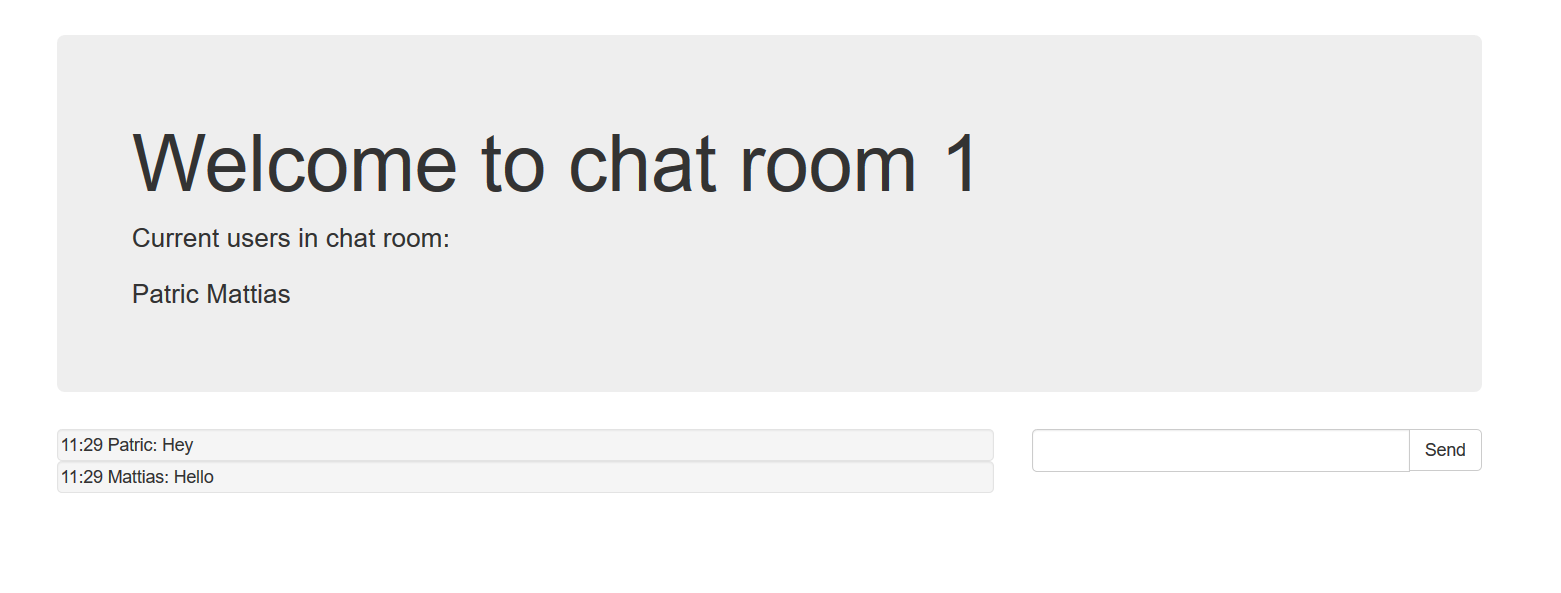 Welcome to chat room 1
Current users in chat room:
Patric Mattias
11:29 Patric: Hey
11:29 Mattias: Hello
Send